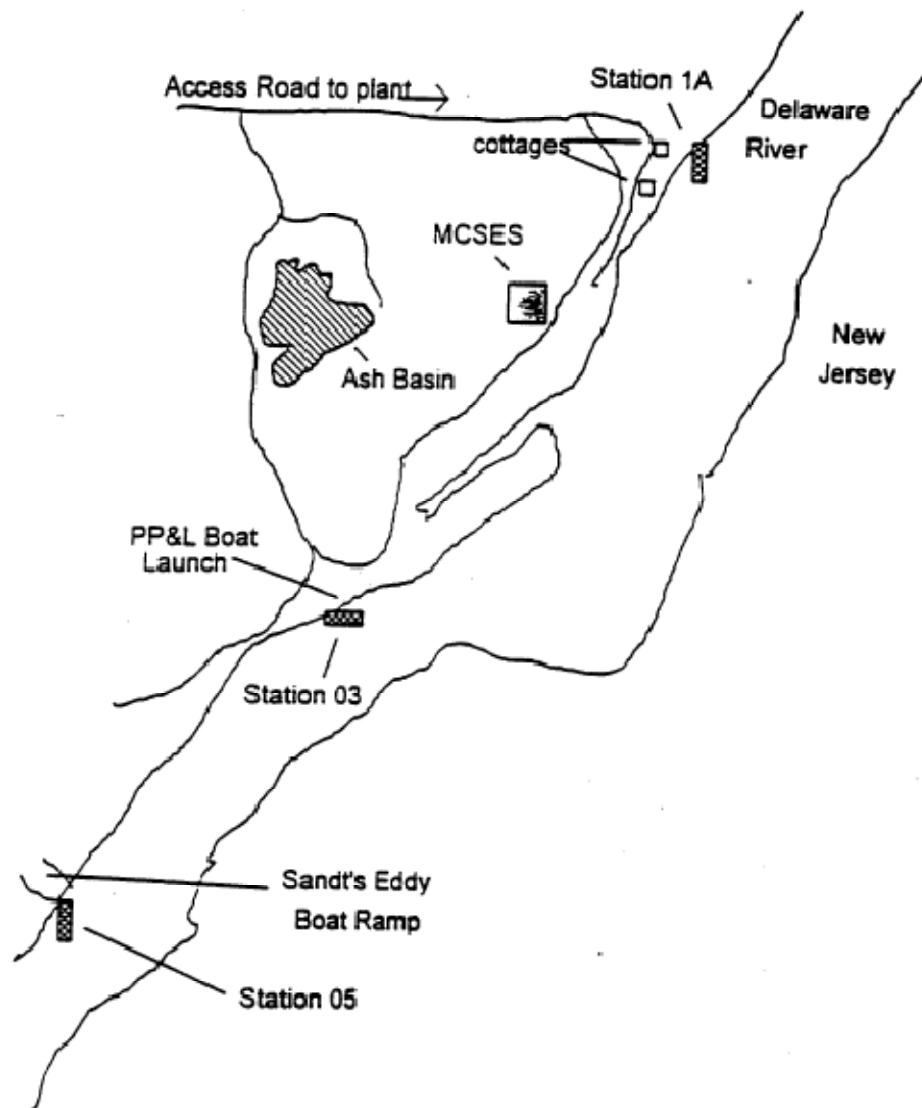 Access Road to plant
Station 1A
Delaware
River
cottages
MCSES
New
Jersey
Ash Basin
PP&L Boat
Launch
Station 03
Sandt's Eddy
Boat Ramp
Station 05